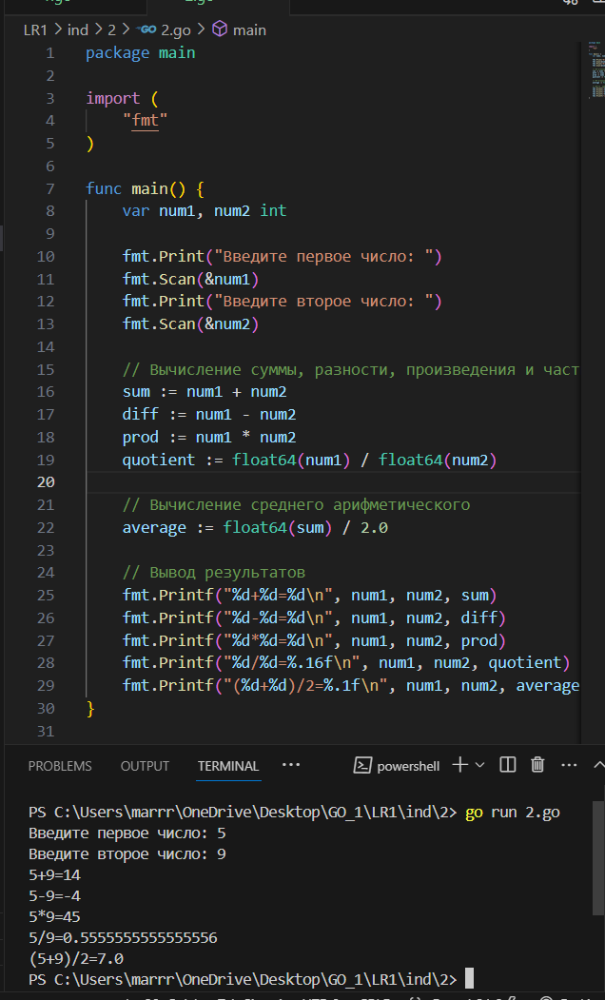 LR1 > ind > 2 > GO 2.go > main
1 package main
2
3 import (
4     "fmt"
5 )
6
7 func main() {
8     var num1, num2 int
9
10     fmt.Print("Введите первое число: ")
11     fmt.Scan(&num1)
12     fmt.Print("Введите второе число: ")
13     fmt.Scan(&num2)
14
15     // Вычисление суммы, разности, произведения и част
16     sum := num1 + num2
17     diff := num1 - num2
18     prod := num1 * num2
19     quotient := float64(num1) / float64(num2)
20
21     // Вычисление среднего арифметического
22     average := float64(sum) / 2.0
23
24     // Вывод результатов
25     fmt.Printf("%d+%d=%d\n", num1, num2, sum)
26     fmt.Printf("%d-%d=%d\n", num1, num2, diff)
27     fmt.Printf("%d*%d=%d\n", num1, num2, prod)
28     fmt.Printf("%d/%d=%.16f\n", num1, num2, quotient)
29     fmt.Printf("(%d+%d)/2=%.1f\n", num1, num2, average
30 }
31
PROBLEMS OUTPUT TERMINAL ... powershell
PS C:\Users\marrr\OneDrive\Desktop\GO_1\LR1\ind\2> go run 2.go
Введите первое число: 5
Введите второе число: 9
5+9=14
5-9=-4
5*9=45
5/9=0.5555555555555556
(5+9)/2=7.0
PS C:\Users\marrr\OneDrive\Desktop\GO_1\LR1\ind\2>